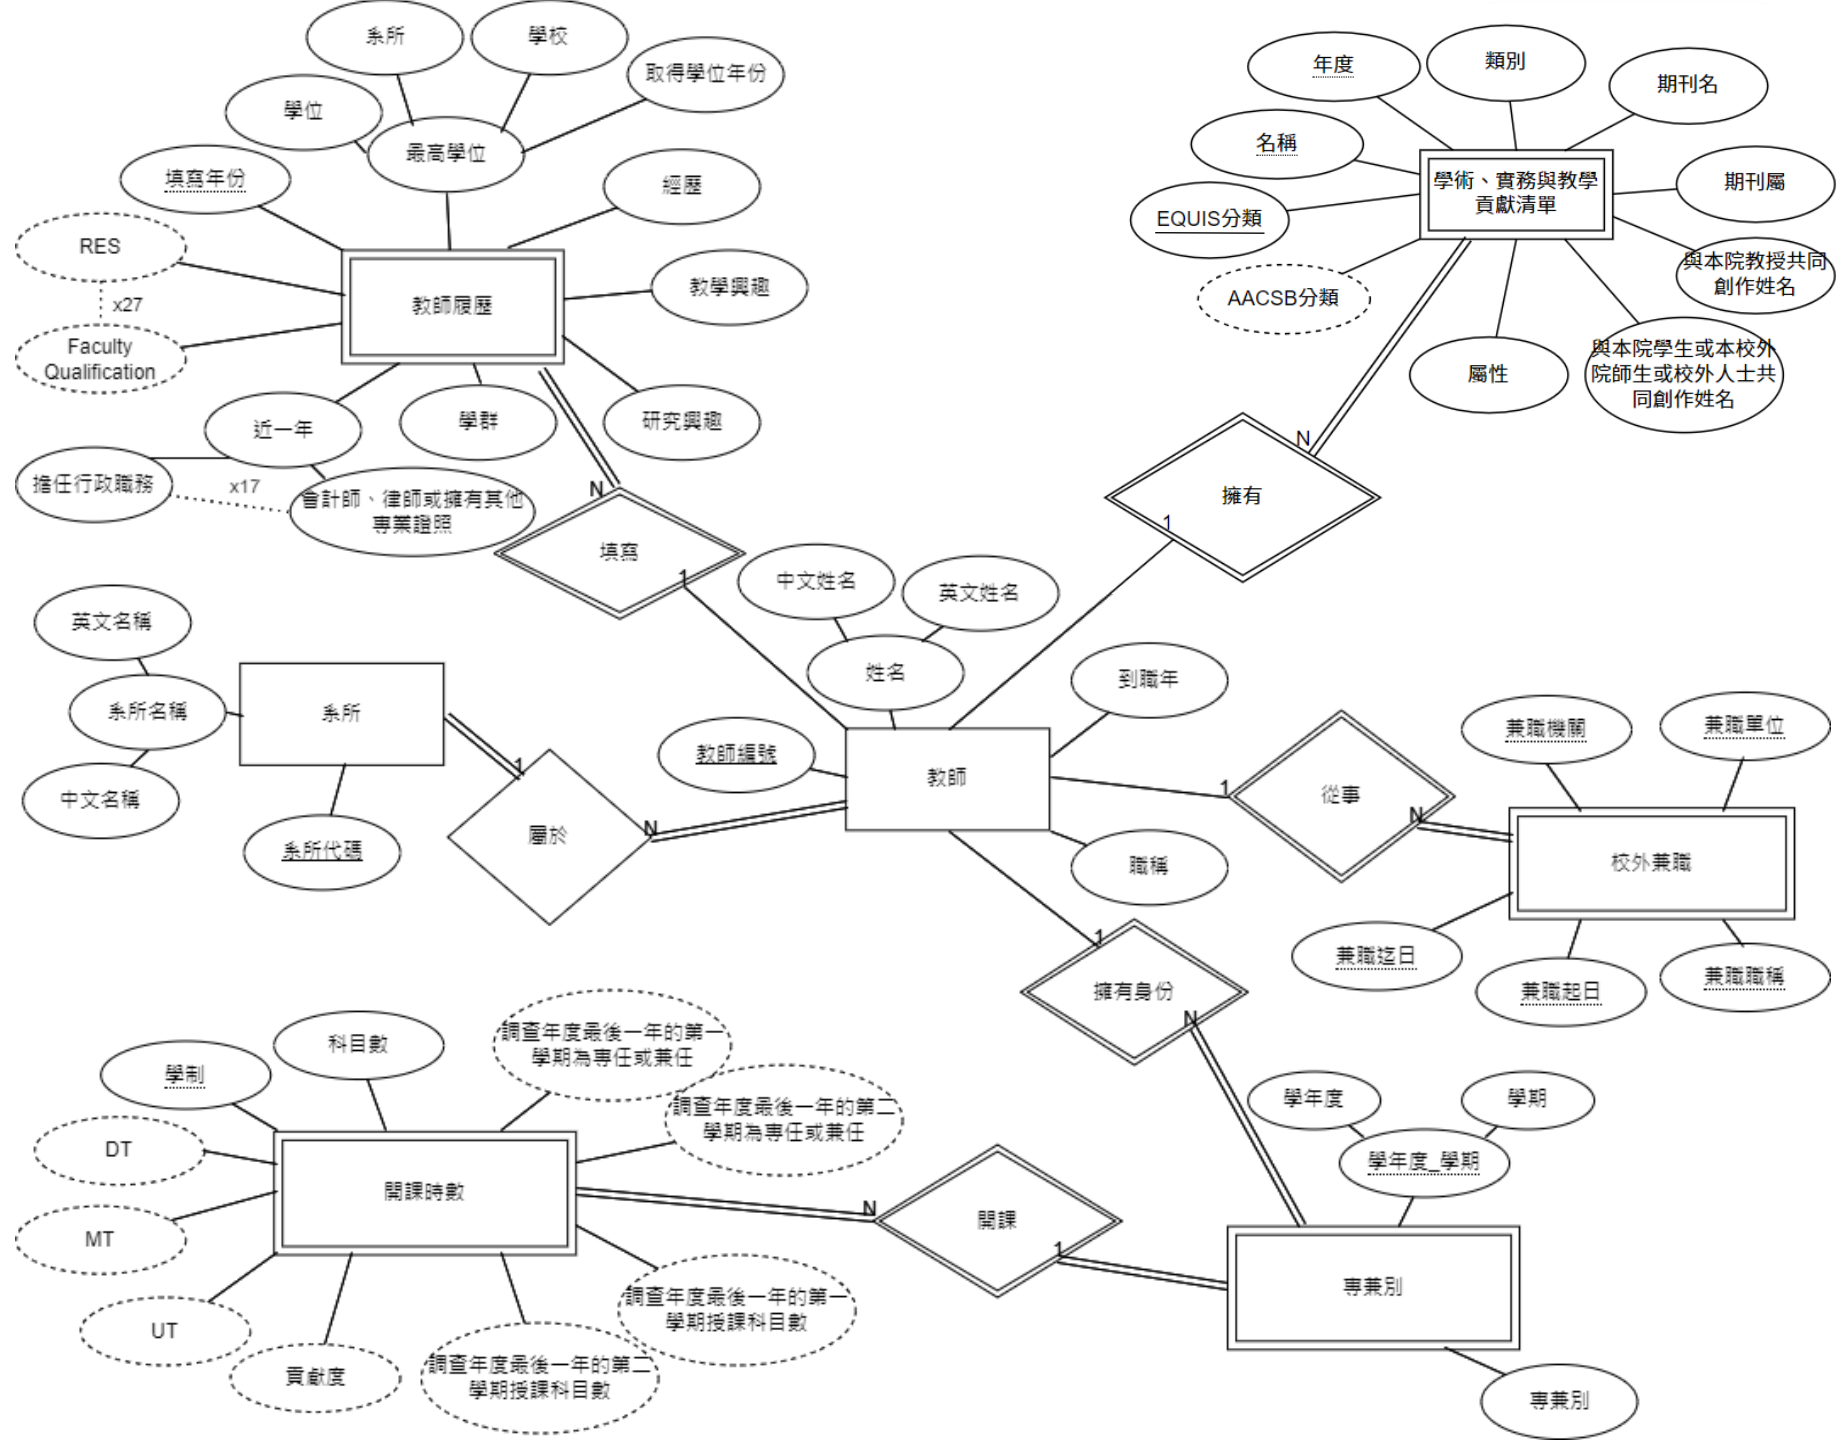 系所
學校
取得學位年份
學位
最高學位
填寫年份
經歷
RES
x27
Faculty
Qualification
教師履歷
教學興趣
近一年
學群
研究興趣
擔任行政職務
x17
會計師、律師或擁有其他
專業證照
N
填寫
1
年度
類別
期刊名
名稱
學術、實務與教學
貢獻清單
期刊屬
EQUIS分類
與本院教授共同
創作姓名
AACSB分類
屬性
與本院學生或本校外
院師生或校外人士共
同創作姓名
N
擁有
1
中文姓名
英文姓名
姓名
到職年
教師編號
教師
職稱
英文名稱
系所名稱
中文名稱
系所
系所代碼
1
屬於
N
1
從事
N
兼職機關
兼職單位
校外兼職
兼職迄日
兼職起日
兼職職稱
1
擁有身份
N
學年度
學期
學年度_學期
專兼別
專兼別
學制
科目數
調查年度最後一年的第一
學期為專任或兼任
調查年度最後一年的第二
學期為專任或兼任
DT
MT
UT
開課時數
N
開課
1
貢獻度
調查年度最後一年的第一
學期授課科目數
調查年度最後一年的第二
學期授課科目數